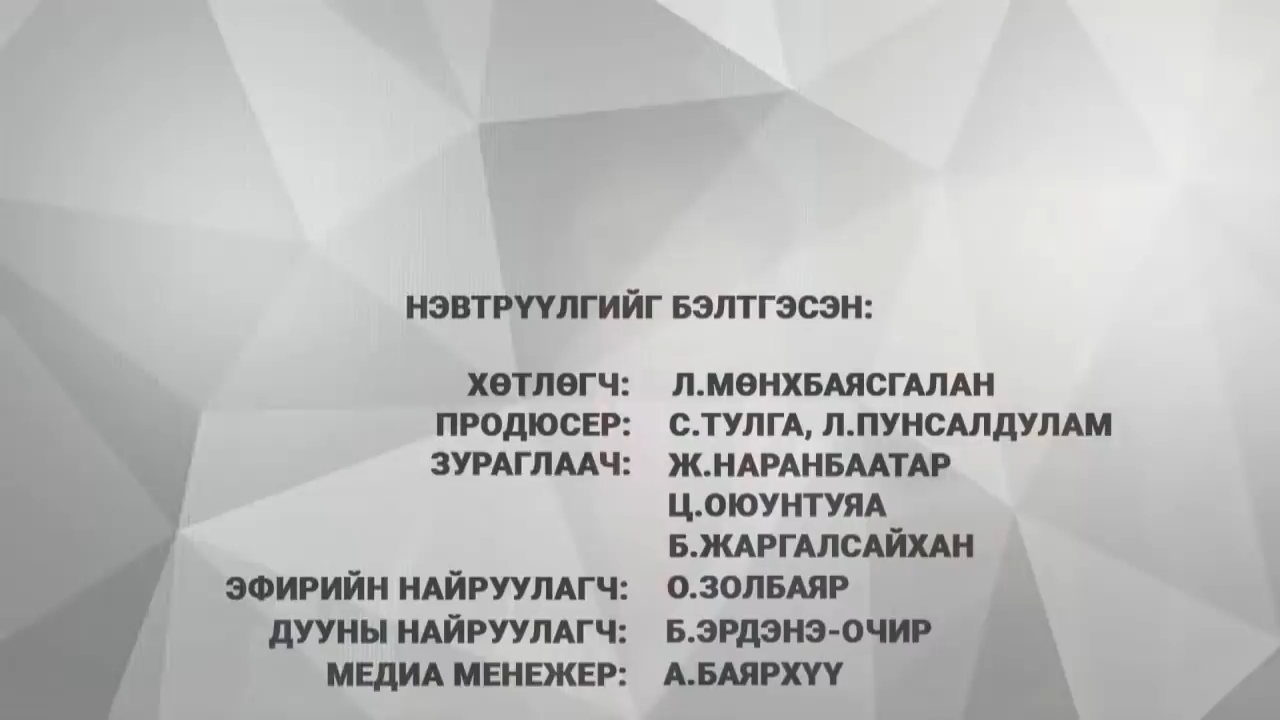 НЭВТРҮҮЛГИЙГ БЭЛТГЭСЭН:
ХӨТЛӨГЧ: Л.МӨНХБАЯСГАЛАН
ПРОДЮСЕР: С.ТУЛГА, Л.ПУНСАЛДУЛАМ
ЗУРАГЛААЧ: Ж.НАРАНБААТАР
Ц.ОЮУНТУЯА
Б.ЖАРГАЛСАЙХАН
ЭФИРИЙН НАЙРУУЛАГЧ: О.ЗОЛБАЯР
ДУУНЫ НАЙРУУЛАГЧ: Б.ЭРДЭНЭ-ОЧИР
МЕДИА МЕНЕЖЕР: А.БАЯРХҮҮ